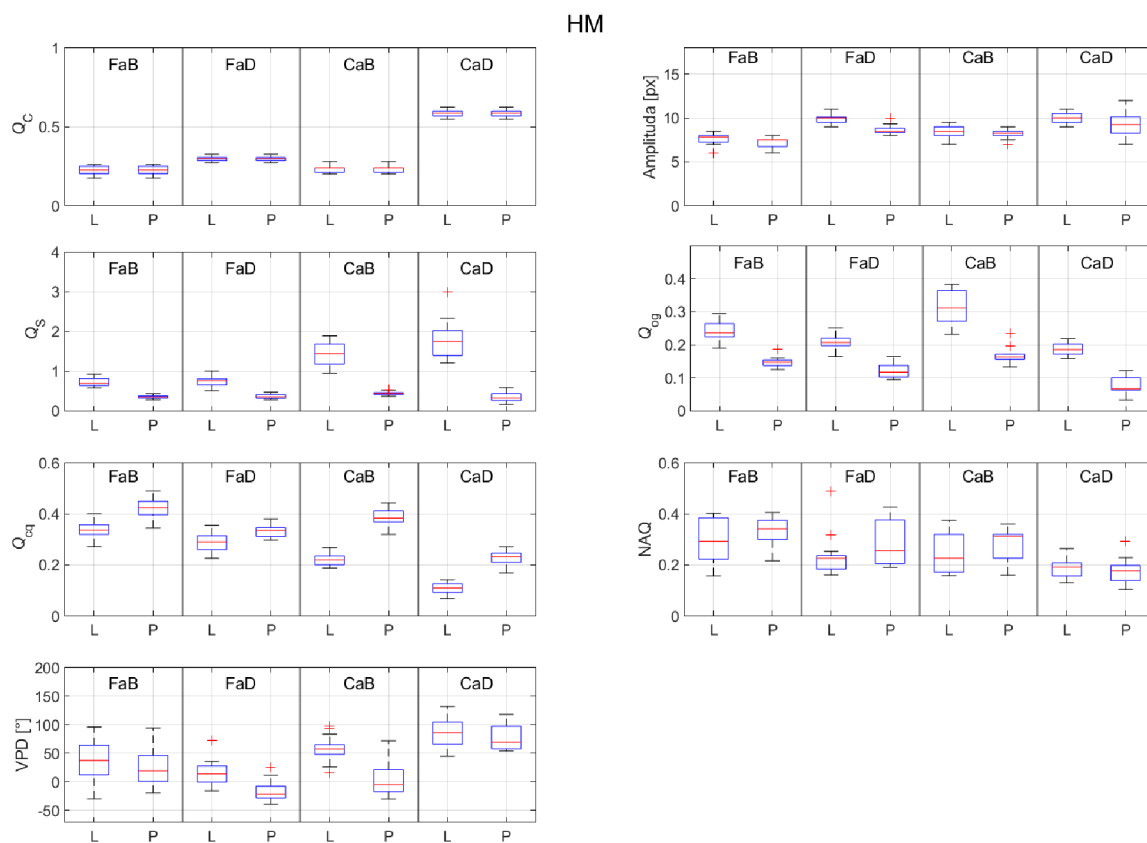 HM
1
0.5
0
Q_C
FaB
FaD
CaB
CaD
L P L P L P L P
15
10
5
0
Amplituda [px]
FaB
FaD
CaB
CaD
L P L P L P L P
4
3
2
1
0
Q_S
FaB
FaD
CaB
CaD
L P L P L P L P
0.4
0.3
0.2
0.1
0
Q_og
FaB
FaD
CaB
CaD
L P L P L P L P
0.6
0.4
0.2
0
Q_cq
FaB
FaD
CaB
CaD
L P L P L P L P
0.6
0.4
0.2
0
NAQ
FaB
FaD
CaB
CaD
L P L P L P L P
200
150
100
50
0
-50
VPD [°]
FaB
FaD
CaB
CaD
L P L P L P L P